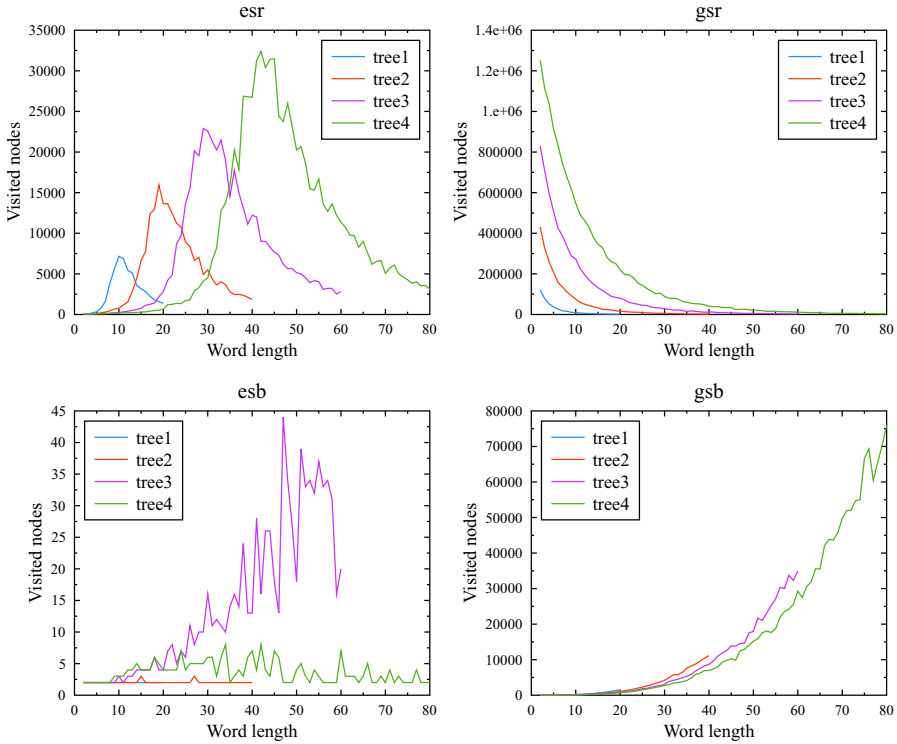 esr
35000
30000
25000
20000
15000
10000
5000
0
Visited nodes
tree1
tree2
tree3
tree4
0 10 20 30 40 50 60 70 80
Word length
gsr
1.4e+06
1.2e+06
1.e+06
800000
600000
400000
200000
0
Visited nodes
tree1
tree2
tree3
tree4
0 10 20 30 40 50 60 70 80
Word length
esb
45
40
35
30
25
20
15
10
5
0
Visited nodes
tree1
tree2
tree3
tree4
0 10 20 30 40 50 60 70 80
Word length
gsb
80000
70000
60000
50000
40000
30000
20000
10000
0
Visited nodes
tree1
tree2
tree3
tree4
0 10 20 30 40 50 60 70 80
Word length